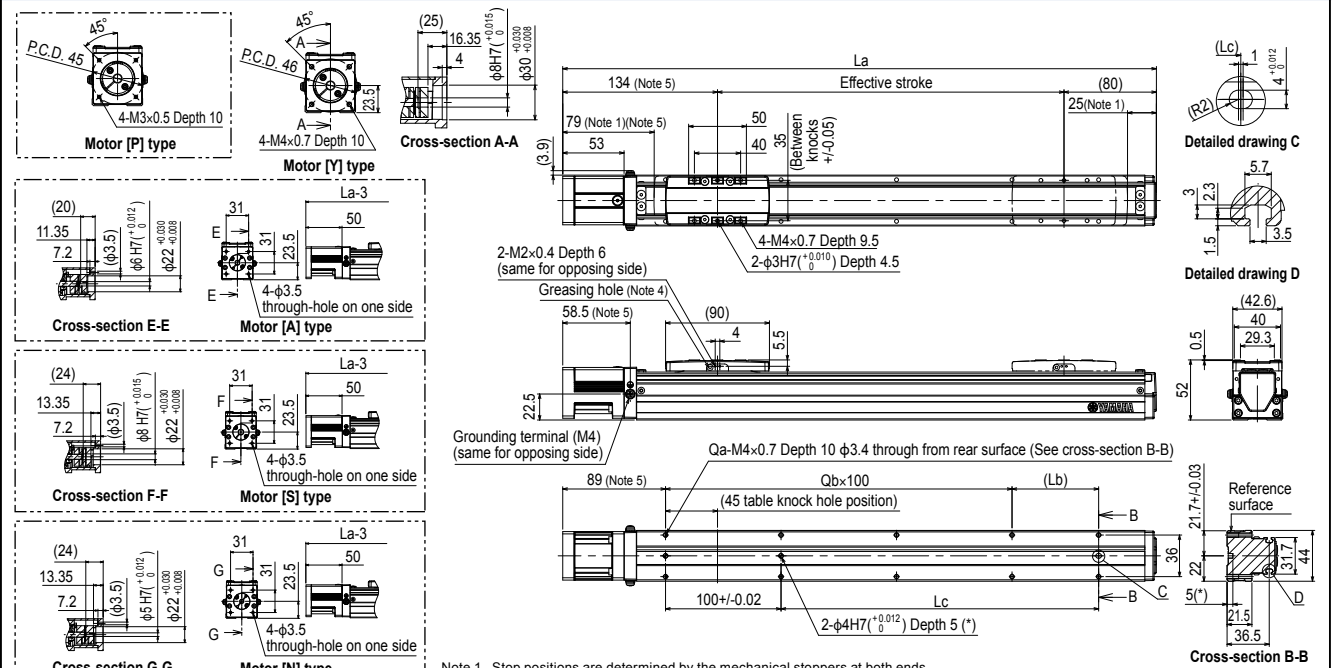 45°
P.C.D. 45
4-M3×0.5 Depth 10
Motor [P] type
45°
A
P.C.D. 46
23.5
A
4-M4×0.7 Depth 10
Motor [Y] type
(25)
16.35
4
φ8H7( +0.015 0 )
φ30 +0.030 +0.008
Cross-section A-A
La
134 (Note 5)
Effective stroke
(80)
25(Note 1)
79 (Note 1)(Note 5)
53
(3.9)
50
40
35
(Between
knocks
+/-0.05)
4-M4×0.7 Depth 9.5
2-φ3H7( +0.010 0 ) Depth 4.5
(Lc)
1
4 +0.012 0
(R2)
Detailed drawing C
5.7
3
2.3
1.5
3.5
Detailed drawing D
(20)
11.35
7.2
(φ3.5)
φ6 H7( +0.012 0 )
φ22 +0.030 +0.008
Cross-section E-E
31
E
31
23.5
E
4-φ3.5
through-hole on one side
Motor [A] type
La-3
50
2-M2×0.4 Depth 6
(same for opposing side)
Greasing hole (Note 4)
58.5 (Note 5)
(90)
4
5.5
22.5
Grounding terminal (M4)
(same for opposing side)
YAMAHA
(42.6)
40
29.3
0.5
52
(24)
13.35
7.2
(φ3.5)
φ8 H7( +0.015 0 )
φ22 +0.030 +0.008
Cross-section F-F
31
F
31
23.5
F
4-φ3.5
through-hole on one side
Motor [S] type
La-3
50
Qa-M4×0.7 Depth 10 φ3.4 through from rear surface (See cross-section B-B)
89 (Note 5)
Qb×100
(Lb)
(45 table knock hole position)
B
36
B
C
100+/-0.02
Lc
2-φ4H7( +0.012 0 ) Depth 5 (*)
21.7+/-0.03
Reference
surface
22
31.7
44
5(*)
D
21.5
36.5
Cross-section B-B
(24)
13.35
7.2
(φ3.5)
φ5 H7( +0.012 0 )
φ22 +0.030 +0.008
Cross-section G-G
31
G
31
23.5
G
4-φ3.5
through-hole on one side
Motor [N] type
La-3
50
Note 1. Stop positions are determined by the mechanical stoppers at both ends.